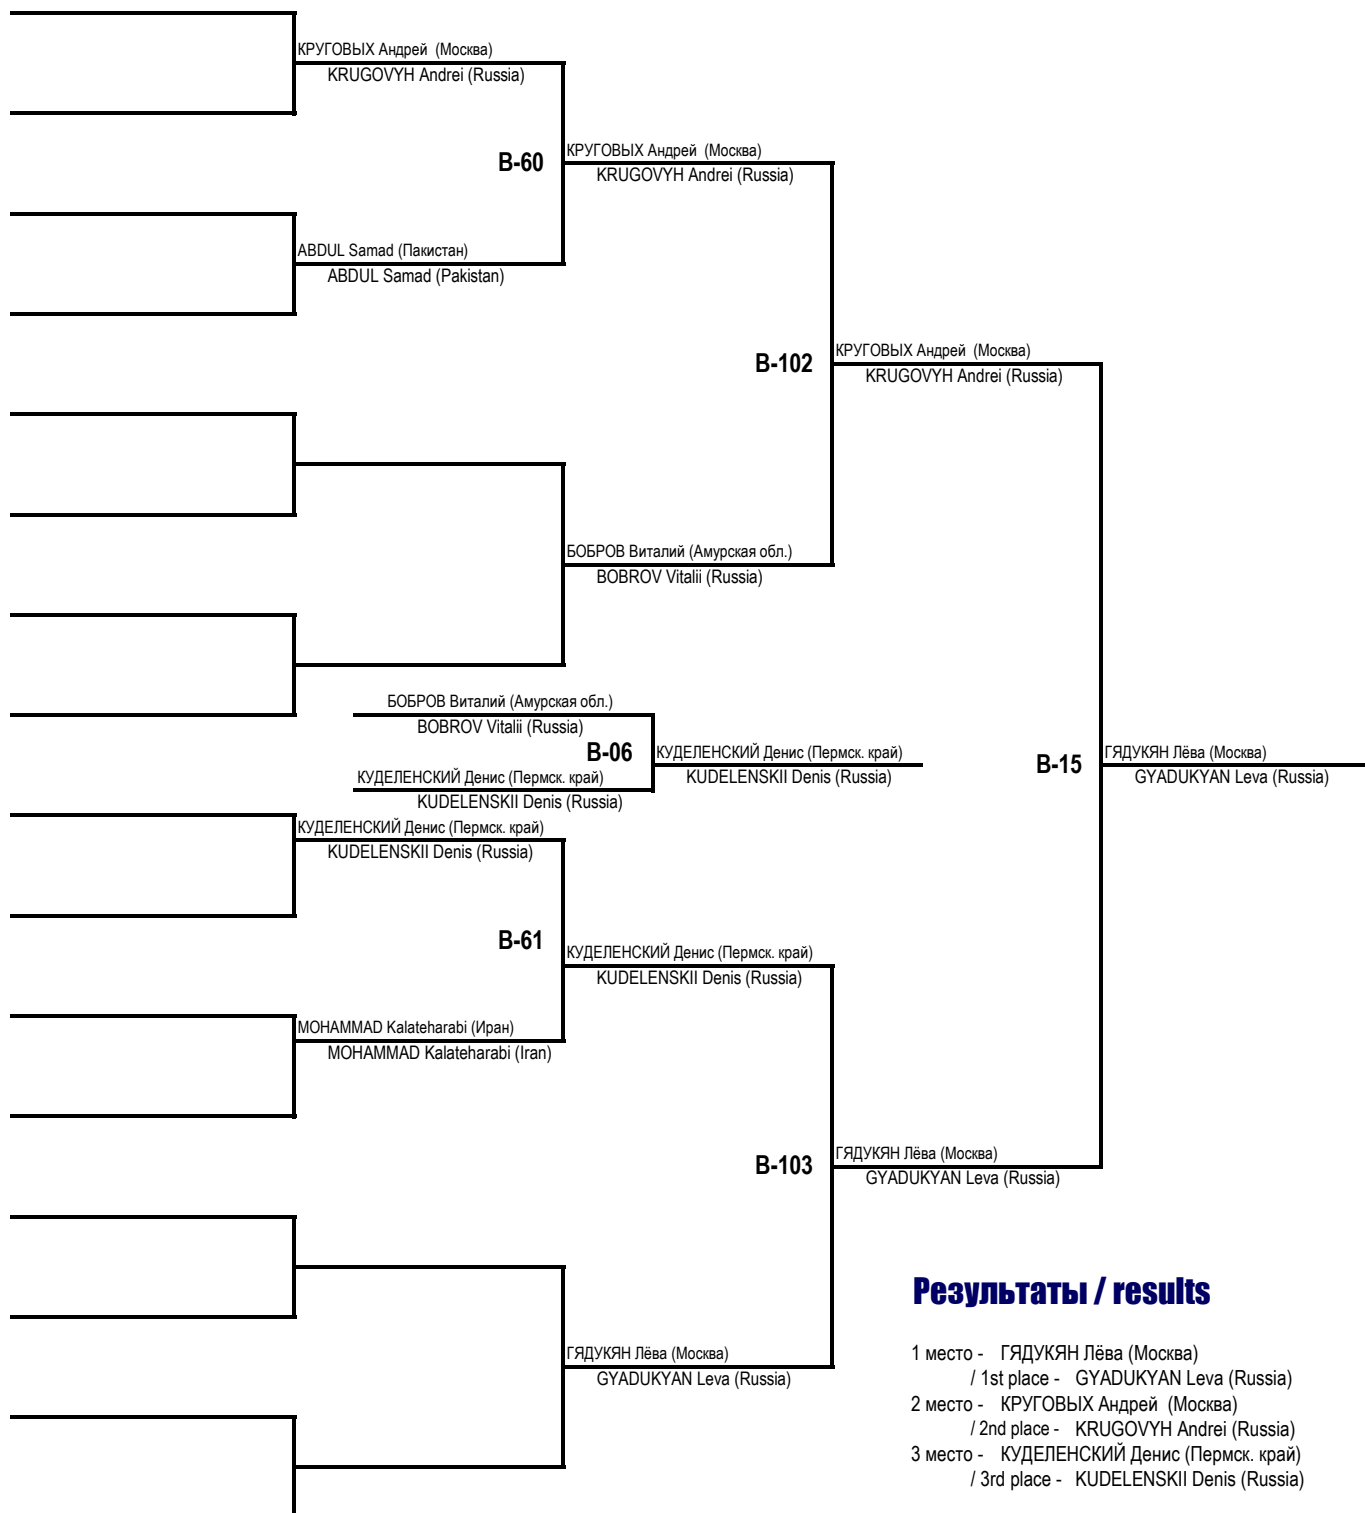 КРУГОВЫХ Андрей  (Москва)
KRUGOVYH Andrei (Russia)
B-60
КРУГОВЫХ Андрей  (Москва)
KRUGOVYH Andrei (Russia)
ABDUL Samad (Пакистан)
ABDUL Samad (Pakistan)
B-102
КРУГОВЫХ Андрей  (Москва)
KRUGOVYH Andrei (Russia)
БОБРОВ Виталий (Амурская обл.)
BOBROV Vitalii (Russia)
БОБРОВ Виталий (Амурская обл.)
BOBROV Vitalii (Russia)
B-06
КУДЕЛЕНСКИЙ Денис (Пермск. край)
KUDELENSKII Denis (Russia)
КУДЕЛЕНСКИЙ Денис (Пермск. край)
KUDELENSKII Denis (Russia)
B-15
ГЯДУКЯН Лёва (Москва)
GYADUKYAN Leva (Russia)
КУДЕЛЕНСКИЙ Денис (Пермск. край)
KUDELENSKII Denis (Russia)
B-61
КУДЕЛЕНСКИЙ Денис (Пермск. край)
KUDELENSKII Denis (Russia)
MOHAMMAD Kalateharabi (Иран)
MOHAMMAD Kalateharabi (Iran)
B-103
ГЯДУКЯН Лёва (Москва)
GYADUKYAN Leva (Russia)
ГЯДУКЯН Лёва (Москва)
GYADUKYAN Leva (Russia)
Результаты / results
1 место - ГЯДУКЯН Лёва (Москва)
/ 1st place - GYADUKYAN Leva (Russia)
2 место - КРУГОВЫХ Андрей  (Москва)
/ 2nd place - KRUGOVYH Andrei (Russia)
3 место - КУДЕЛЕНСКИЙ Денис (Пермск. край)
/ 3rd place - KUDELENSKII Denis (Russia)